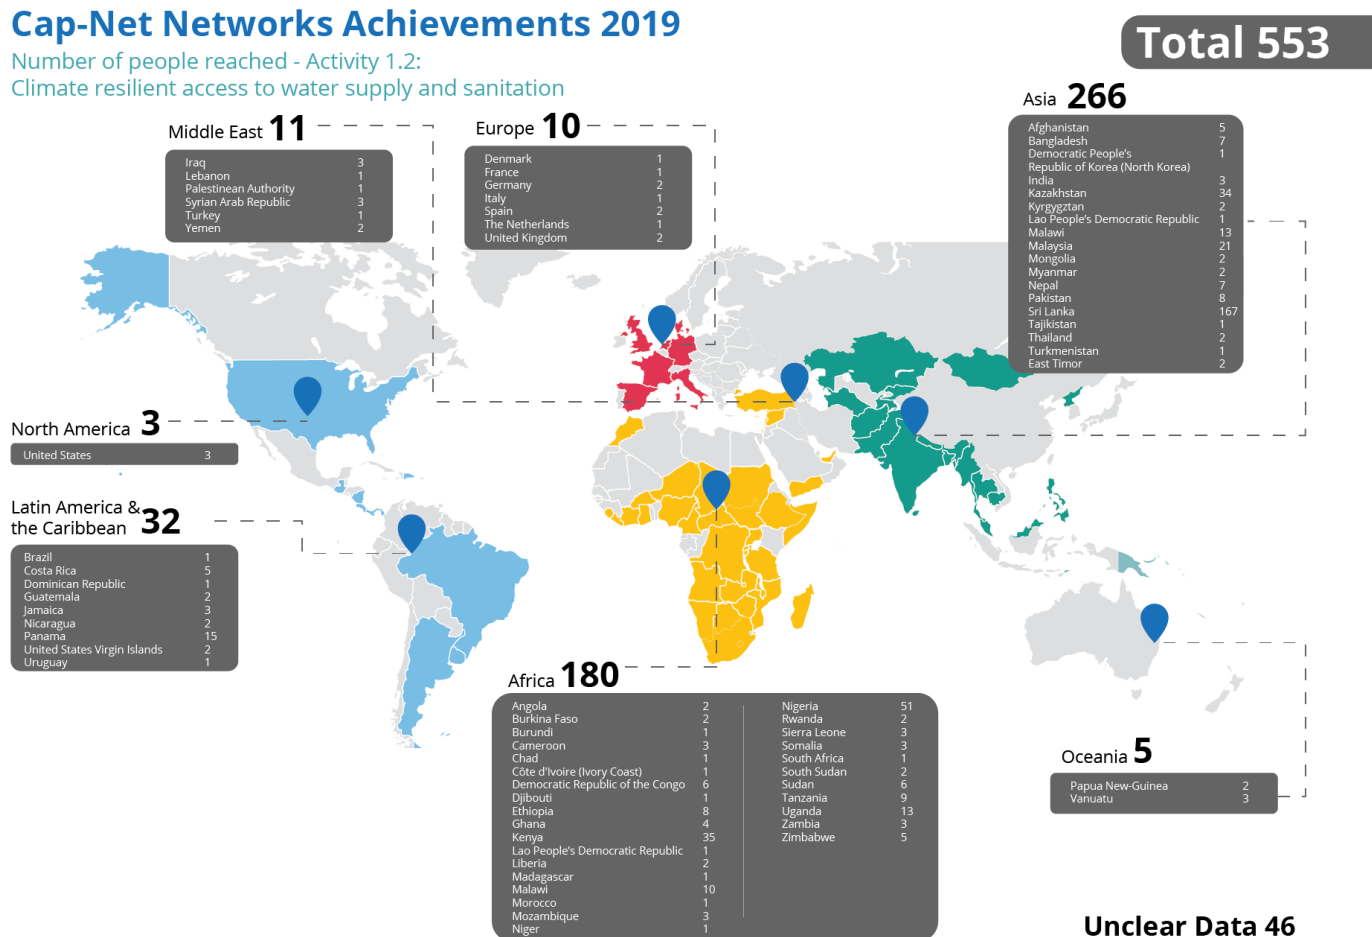 Cap-Net Networks Achievements 2019
Number of people reached - Activity 1.2:
Climate resilient access to water supply and sanitation
Total 553
Middle East 11
Iraq 3
Lebanon 1
Palestinean Authority 1
Syrian Arab Republic 3
Turkey 1
Yemen 2
Europe 10
Denmark 1
France 1
Germany 2
Italy 1
Spain 2
The Netherlands 1
United Kingdom 2
Asia 266
Afghanistan 5
Bangladesh 7
Democratic People's 1
Republic of Korea (North Korea)
India 3
Kazakhstan 34
Kyrgygztan 2
Lao People's Democratic Republic 1
Malawi 13
Malaysia 21
Mongolia 2
Myanmar 2
Nepal 7
Pakistan 8
Sri Lanka 167
Tajikistan 1
Thailand 2
Turkmenistan 1
East Timor 2
North America 3
United States 3
Latin America &
the Caribbean 32
Brazil 1
Costa Rica 5
Dominican Republic 1
Guatemala 2
Jamaica 3
Nicaragua 2
Panama 15
United States Virgin Islands 2
Uruguay 1
Africa 180
Angola 2
Burkina Faso 2
Burundi 1
Cameroon 3
Chad 1
Côte d'Ivoire (Ivory Coast) 1
Democratic Republic of the Congo 6
Djibouti 1
Ethiopia 8
Ghana 4
Kenya 35
Lao People's Democratic Republic 1
Liberia 2
Madagascar 1
Malawi 10
Morocco 1
Mozambique 3
Niger 1
Nigeria 51
Rwanda 2
Sierra Leone 3
Somalia 3
South Africa 1
South Sudan 2
Sudan 6
Tanzania 9
Uganda 13
Zambia 3
Zimbabwe 5
Oceania 5
Papua New-Guinea 2
Vanuatu 3
Unclear Data 46